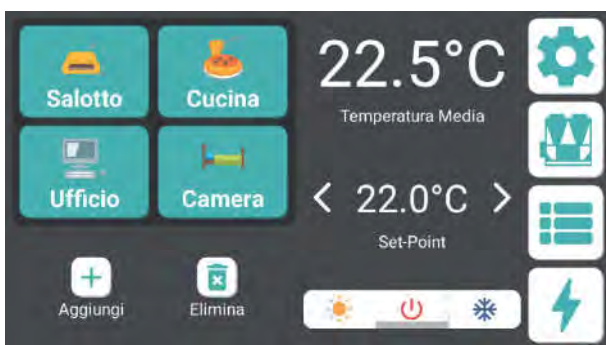 Salotto
Cucina
Ufficio
Camera
Aggiungi
Elimina
22.5°C
Temperatura Media
< 22.0°C >
Set-Point